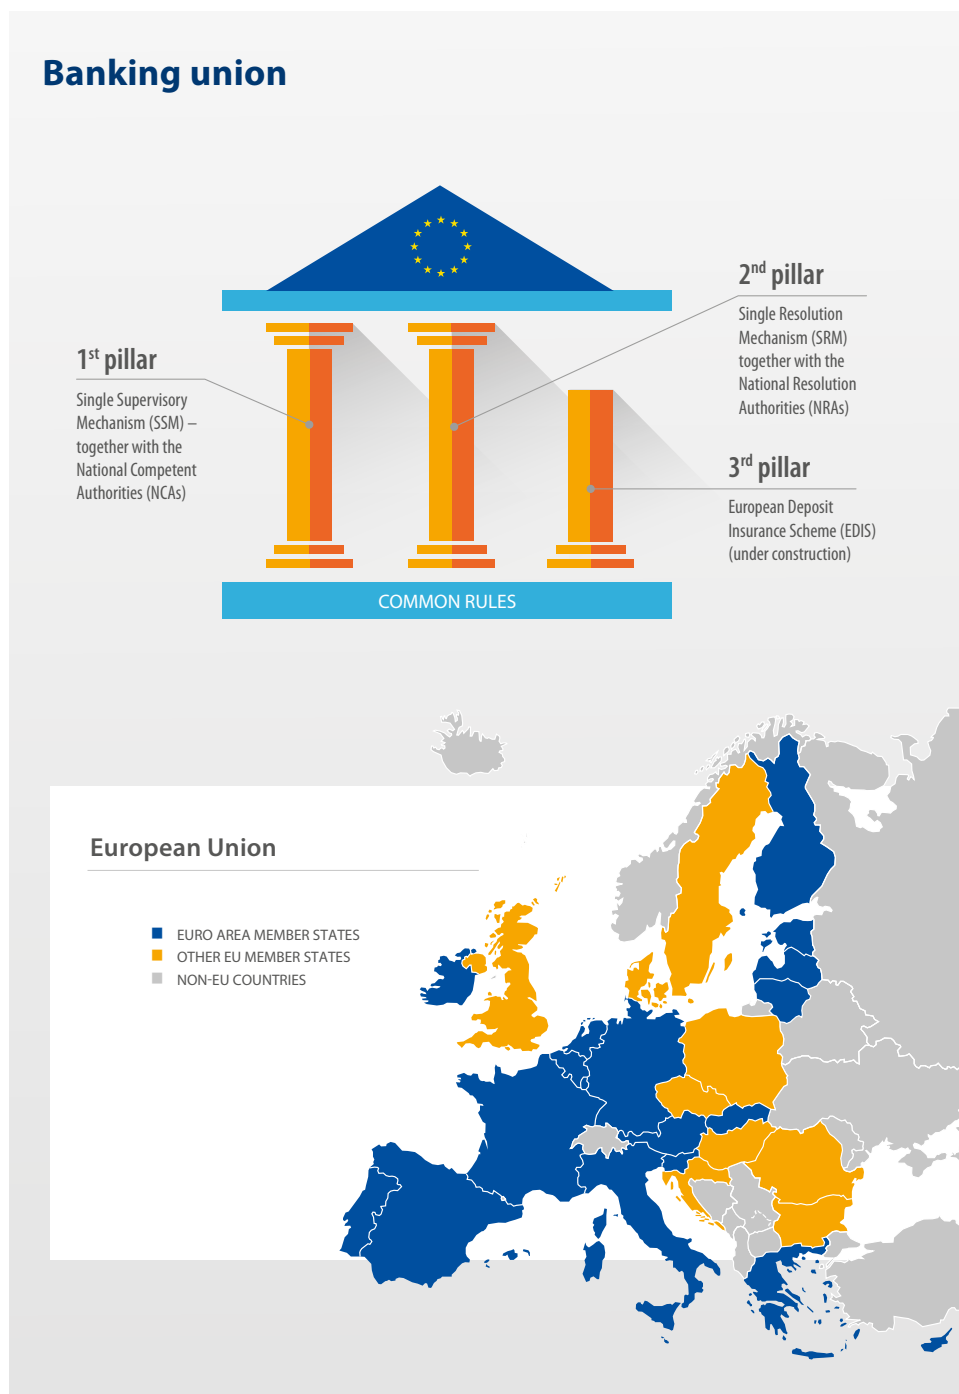 Banking union
1st pillar
Single Supervisory
Mechanism (SSM) –
together with the
National Competent
Authorities (NCAs)
2nd pillar
Single Resolution
Mechanism (SRM)
together with the
National Resolution
Authorities (NRAs)
3rd pillar
European Deposit
Insurance Scheme (EDIS)
(under construction)
COMMON RULES
European Union
EURO AREA MEMBER STATES
OTHER EU MEMBER STATES
NON-EU COUNTRIES